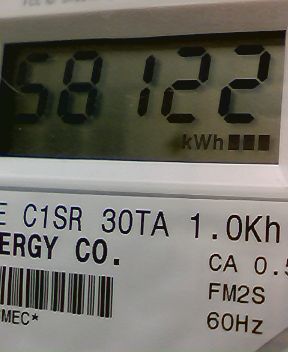 58122
kWh
E C1SR 30TA 1.0Kh
ERGY CO.
CA 0.5
FM2S
MEC*
60Hz